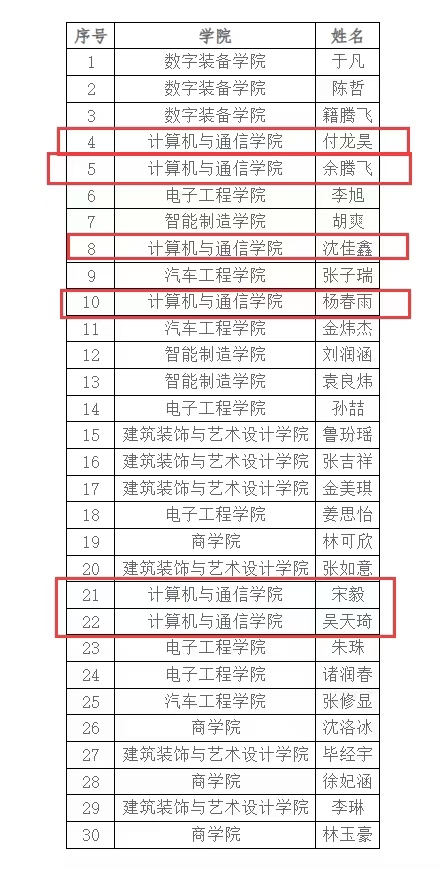 序号 学院 姓名
1 数字装备学院 于凡
2 数字装备学院 陈哲
3 数字装备学院 籍腾飞
4 计算机与通信学院 付龙昊
5 计算机与通信学院 余腾飞
6 电子工程学院 李旭
7 智能制造学院 胡爽
8 计算机与通信学院 沈佳鑫
9 汽车工程学院 张子瑞
10 计算机与通信学院 杨春雨
11 汽车工程学院 金炜杰
12 智能制造学院 刘润涵
13 智能制造学院 袁良炜
14 电子工程学院 孙喆
15 建筑装饰与艺术设计学院 鲁玢瑶
16 建筑装饰与艺术设计学院 张吉祥
17 建筑装饰与艺术设计学院 金美琪
18 电子工程学院 姜思怡
19 商学院 林可欣
20 建筑装饰与艺术设计学院 张如意
21 计算机与通信学院 宋毅
22 计算机与通信学院 吴天琦
23 电子工程学院 朱珠
24 电子工程学院 诸润春
25 汽车工程学院 张修显
26 商学院 沈洛冰
27 建筑装饰与艺术设计学院 毕经宇
28 商学院 徐妃涵
29 建筑装饰与艺术设计学院 李琳
30 商学院 林玉豪